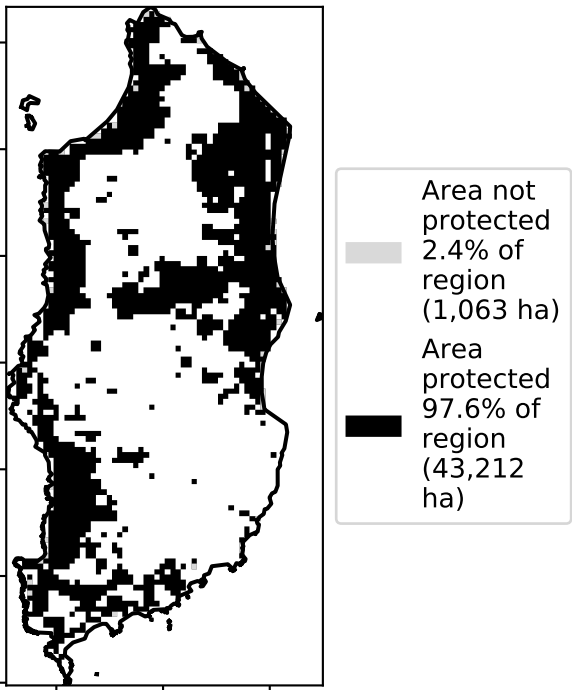 Area not
protected
2.4% of
region
(1,063 ha)
Area
protected
97.6% of
region
(43,212
ha)